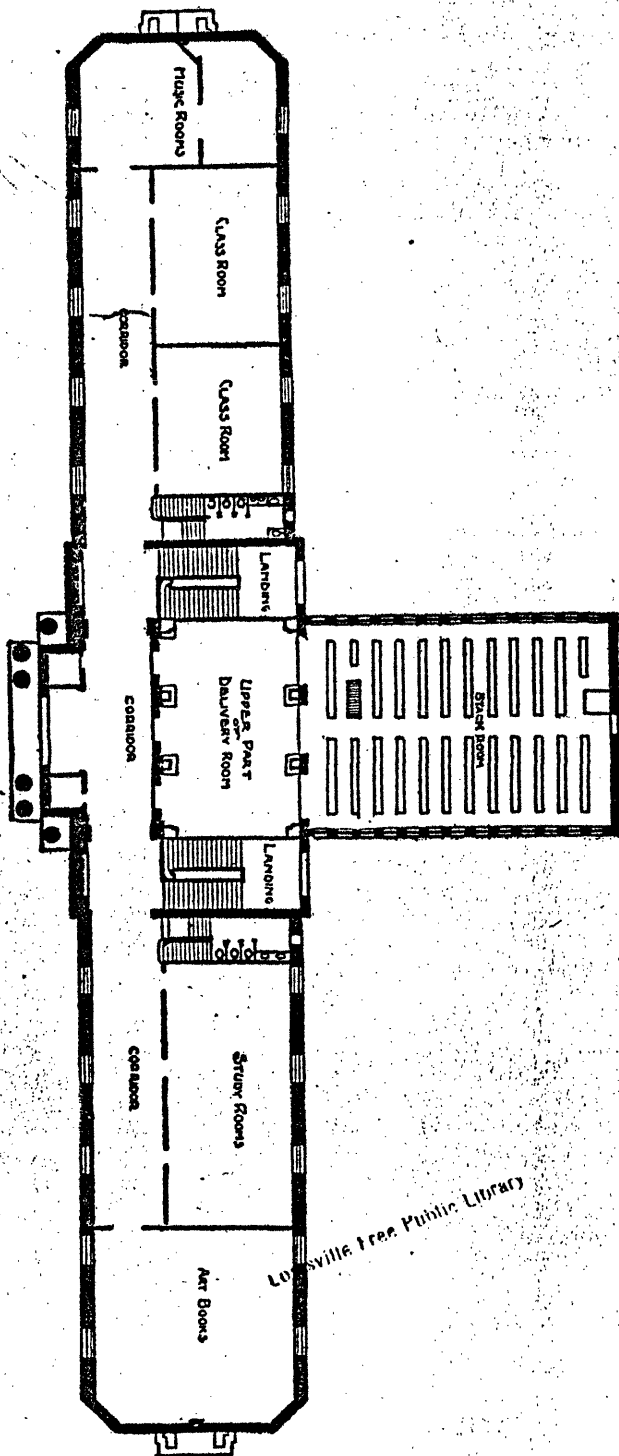 MUSIC ROOMS
CLASS ROOM
CORRIDOR
CLASS ROOM
LANDING
STACK ROOM
UPPER PART
OF
DELIVERY ROOM
CORRIDOR
LANDING
STUDY ROOMS
CORRIDOR
Louisville Free Public Library
ART BOOKS